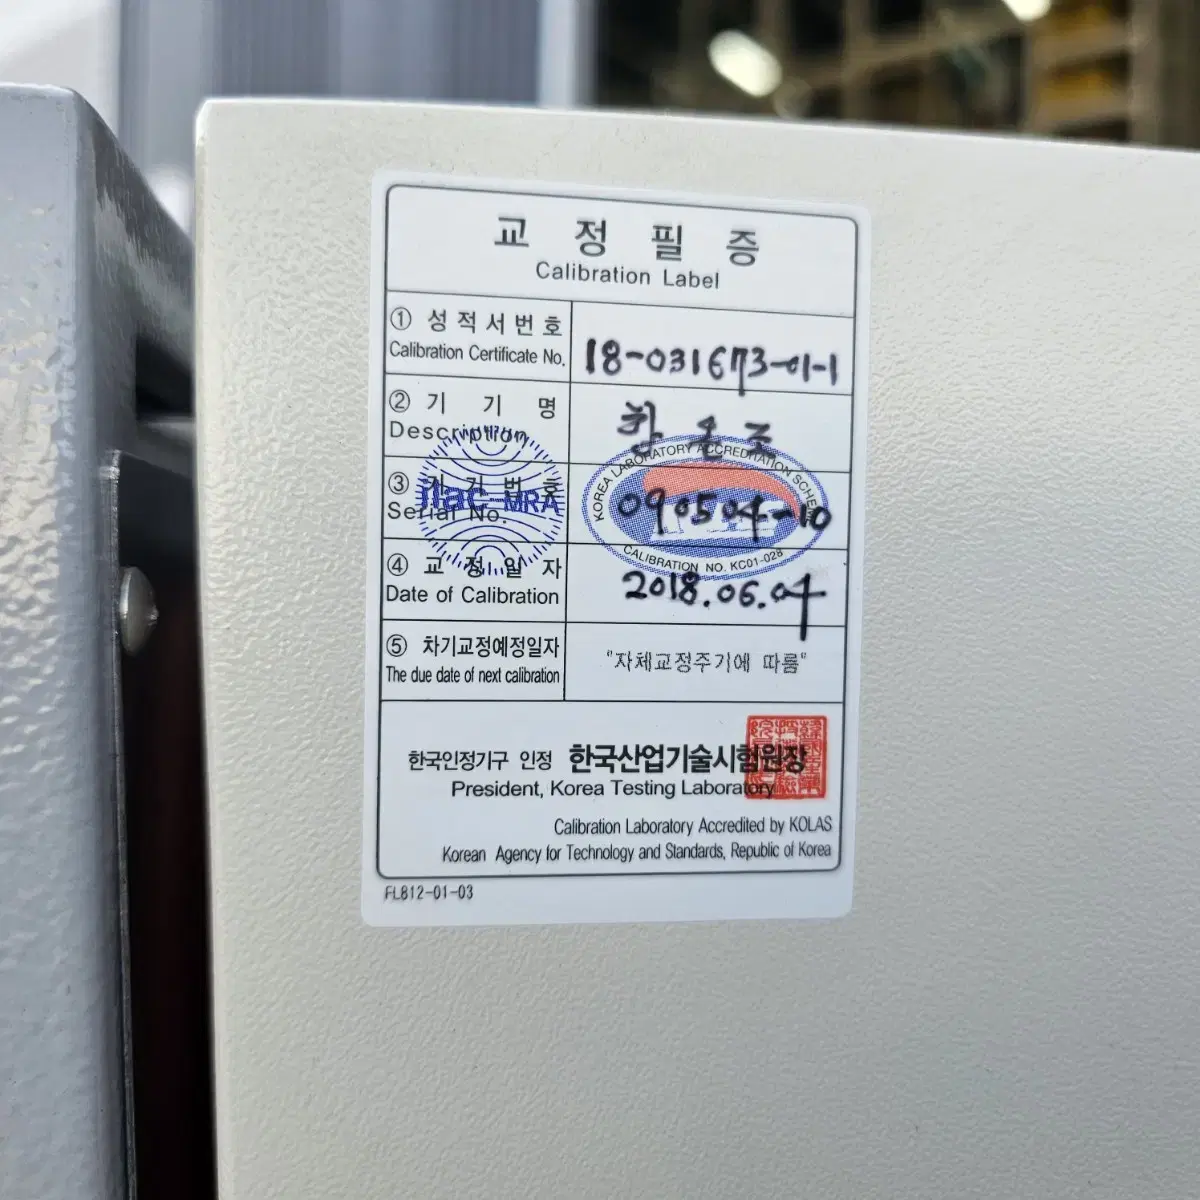 교 정 필 증
Calibration Label
① 성 적 서 번 호
Calibration Certificate No.
18-031673-01-1
② 기 기 명
Description
항 온 조
③ 기 기 번 호
Serial No.
ilac-MRA
KOREA LABORATORY ACCREDITATION SCHEME
090504-10
CALIBRATION NO. KC01-028
④ 교 정 일 자
Date of Calibration
2018.06.04
⑤ 차기교정예정일자
The due date of next calibration
"자체교정주기에 따름"
한국인정기구 인정 한국산업기술시험원장
President, Korea Testing Laboratory
Calibration Laboratory Accredited by KOLAS
Korean Agency for Technology and Standards, Republic of Korea
FL812-01-03